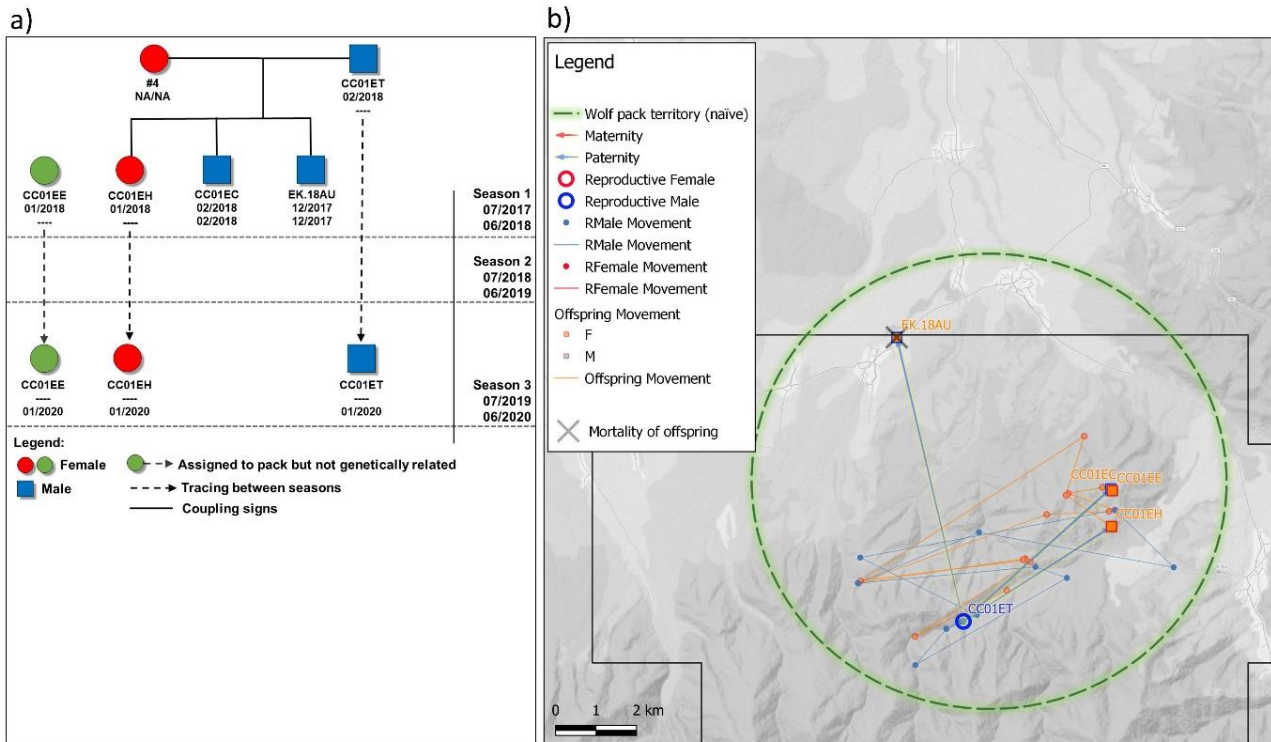 a)
#4
NA/NA
CC01ET
02/2018
----
CC01EE
01/2018
----
CC01EH
01/2018
----
CC01EC
02/2018
02/2018
EK.18AU
12/2017
12/2017
Season 1
07/2017
06/2018
Season 2
07/2018
06/2019
CC01EE
----
01/2020
CC01EH
----
01/2020
CC01ET
----
01/2020
Season 3
07/2019
06/2020
Legend:
Female
Assigned to pack but not genetically related
Male
Tracing between seasons
Coupling signs
b)
Legend
Wolf pack territory (naïve)
Maternity
Paternity
Reproductive Female
Reproductive Male
RMale Movement
RMale Movement
RFemale Movement
RFemale Movement
Offspring Movement
F
M
Offspring Movement
Mortality of offspring
EK.18AU
CC01EC
CC01EE
CC01EH
CC01ET
0 1 2 km